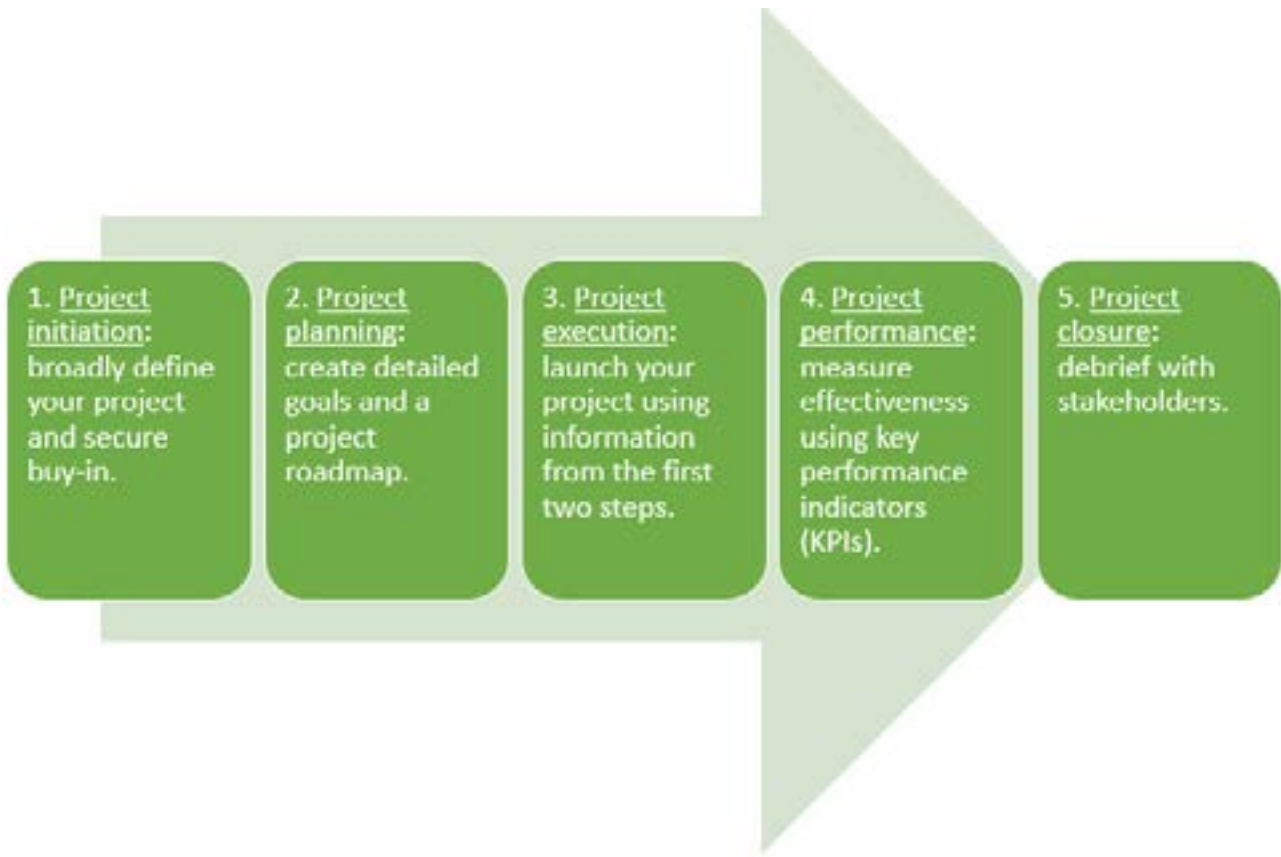 1. Project
initiation:
broadly define
your project
and secure
buy-in.
2. Project
planning:
create detailed
goals and a
project
roadmap.
3. Project
execution:
launch your
project using
information
from the first
two steps.
4. Project
performance:
measure
effectiveness
using key
performance
indicators
(KPIs).
5. Project
closure:
debrief with
stakeholders.